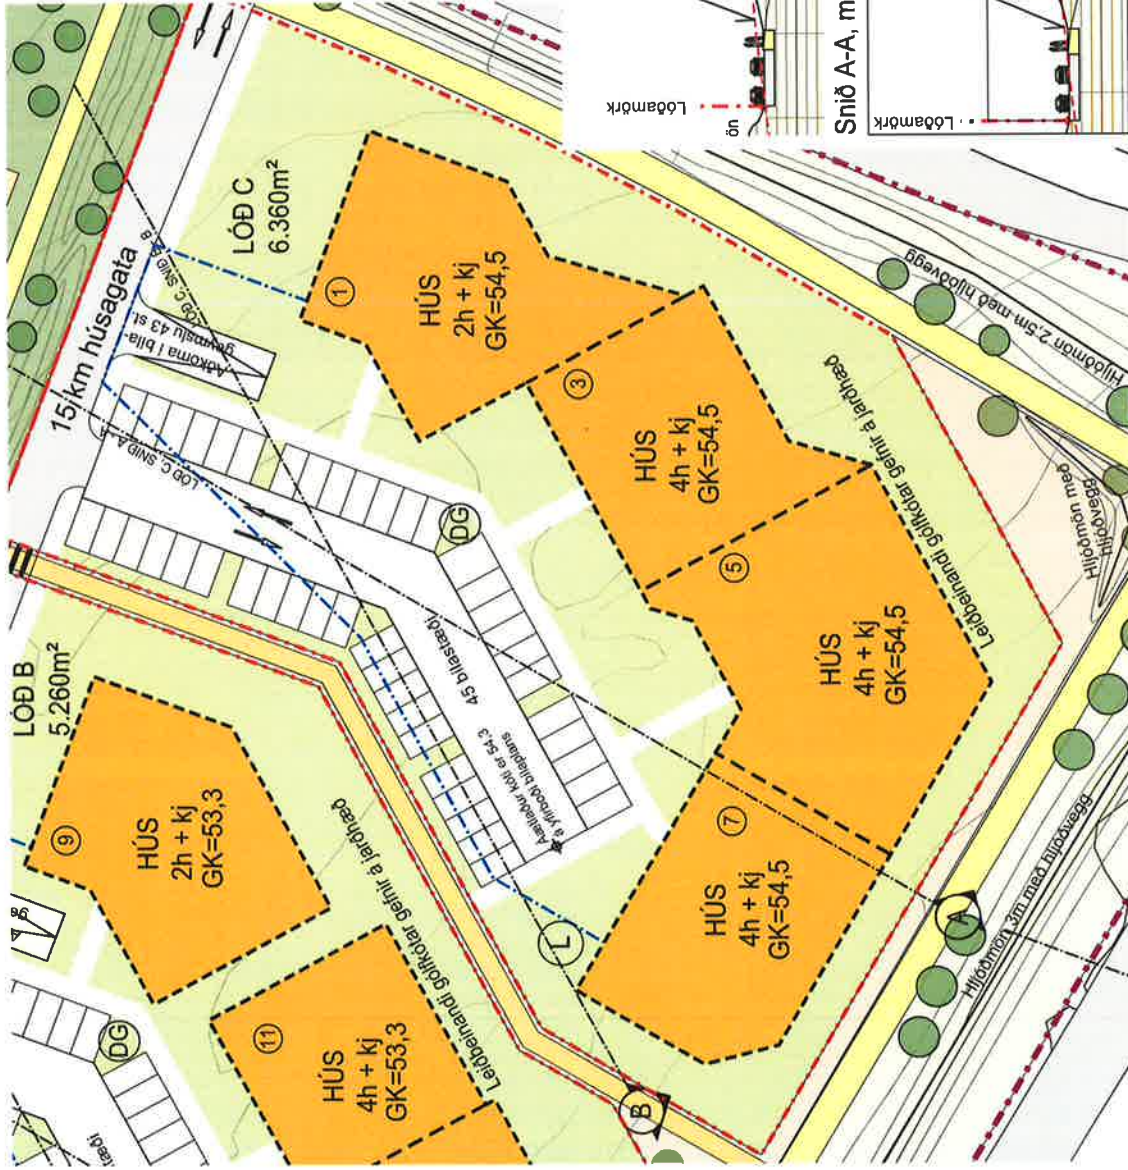 15 km húsagata
LÓÐ C
6.360m²
LÓÐ C, SNIÐ B-B
Aðkoma í bíla-
geymslu 43 st.
LÓÐ C, SNIÐ A-A
1
HÚS
2h + kj
GK=54,5
3
HÚS
4h + kj
GK=54,5
5
HÚS
4h + kj
GK=54,5
7
HÚS
4h + kj
GK=54,5
DG
45 bílastæði
Áætlaður kóti er 54,3
á yfirborði bílaplans
Leiðbeinandi gólfkótar gefnir á jarðhæð
LÓÐ B
5.260m²
9
HÚS
2h + kj
GK=53,3
11
HÚS
4h + kj
GK=53,3
DG
Leiðbeinandi gólfkótar gefnir á jarðhæð
L
B
A
Hljóðmön 2,5m með hljóðvegg
Hljóðmön með
hljóðvegg
Hljóðmön 3m með hljóðvegg
Lóðamörk
ön
Snið A-A, m
Lóðamörk